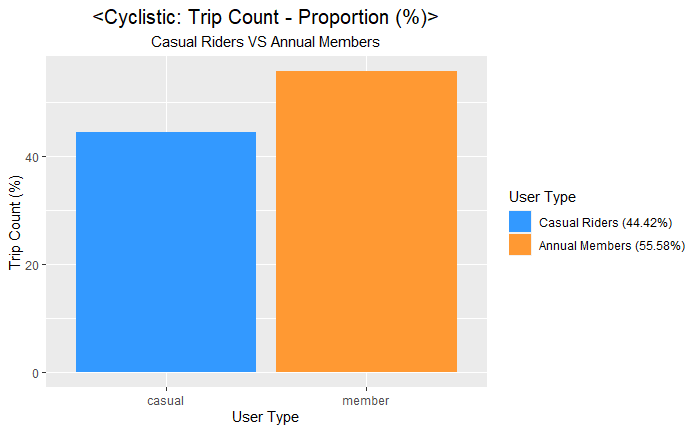 <Cyclistic: Trip Count - Proportion (%)>
Casual Riders VS Annual Members
Trip Count (%)
40
20
0
casual
member
User Type
User Type
Casual Riders (44.42%)
Annual Members (55.58%)